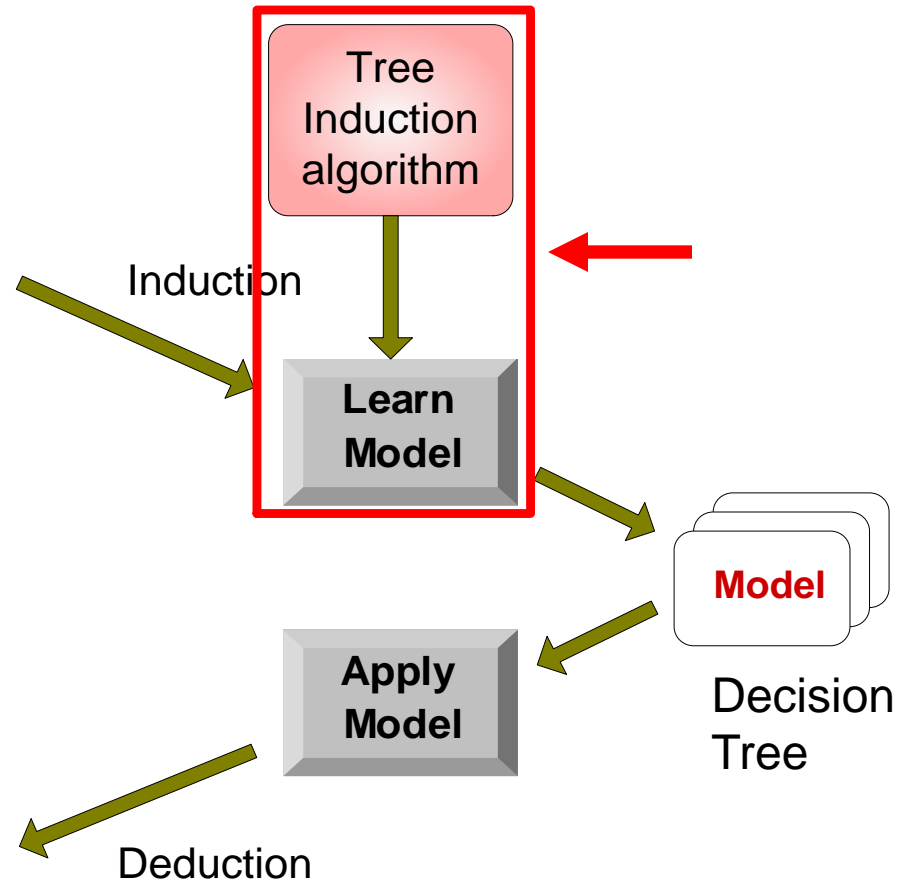 Tree
Induction
algorithm
Induction
Learn
Model
Model
Apply
Model
Decision
Tree
Deduction